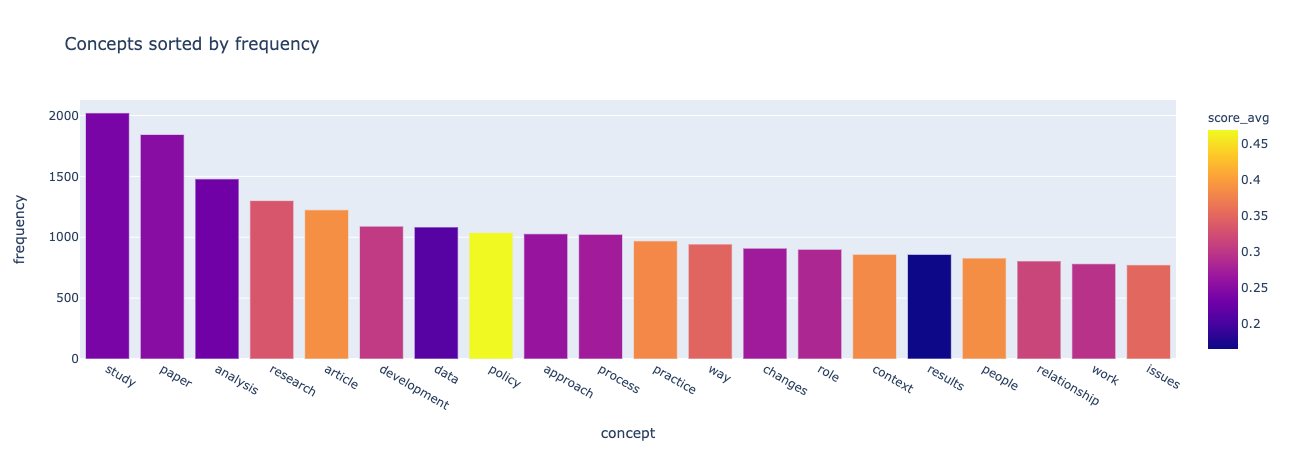 Concepts sorted by frequency
score_avg
2000
1500
1000
500
0
frequency
0.45
0.4
0.35
0.3
0.25
0.2
study
paper
analysis
research
article
development
data
policy
approach
process
practice
way
changes
role
context
results
people
relationship
work
issues
concept